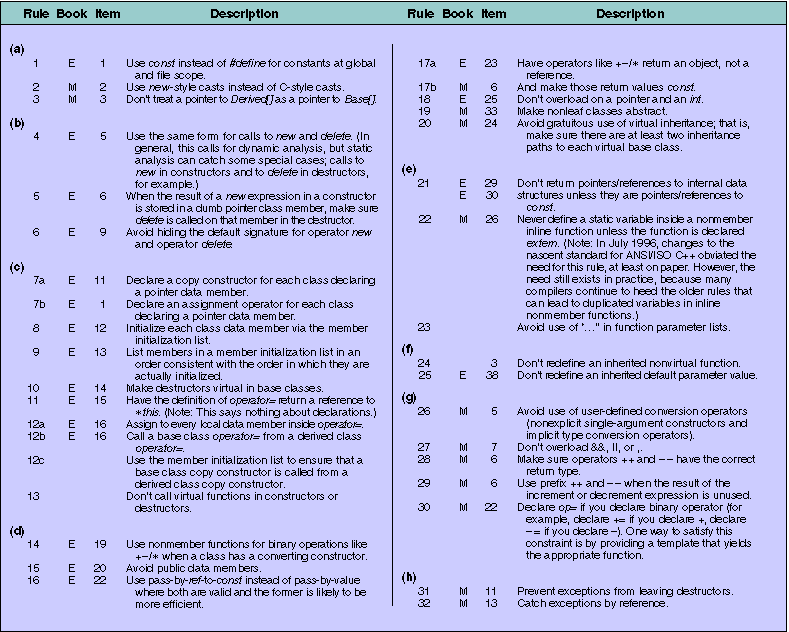 Rule Book Item Description
(a)
1 E 1 Use const instead of #define for constants at global
and file scope.
2 M 2 Use new-style casts instead of C-style casts.
3 M 3 Don't treat a pointer to Derived[] as a pointer to Base[].
(b)
4 E 5 Use the same form for calls to new and delete. (In
general, this calls for dynamic analysis, but static
analysis can catch some special cases; calls to
new in constructors and to delete in destructors,
for example.)
5 E 6 When the result of a new expression in a constructor
is stored in a dumb pointer class member, make sure
delete is called on that member in the destructor.
6 E 9 Avoid hiding the default signature for operator new
and operator delete.
(c)
7a E 11 Declare a copy constructor for each class declaring
a pointer data member.
7b E 1 Declare an assignment operator for each class
declaring a pointer data member.
8 E 12 Initialize each class data member via the member
initialization list.
9 E 13 List members in a member initialization list in an
order consistent with the order in which they are
actually initialized.
10 E 14 Make destructors virtual in base classes.
11 E 15 Have the definition of operator= return a reference to
*this. (Note: This says nothing about declarations.)
12a E 16 Assign to every local data member inside operator=.
12b E 16 Call a base class operator= from a derived class
operator=.
12c Use the member initialization list to ensure that a
base class copy constructor is called from a
derived class copy constructor.
13 Don't call virtual functions in constructors or
destructors.
(d)
14 E 19 Use nonmember functions for binary operations like
+−/* when a class has a converting constructor.
15 E 20 Avoid public data members.
16 E 22 Use pass-by-ref-to-const instead of pass-by-value
where both are valid and the former is likely to be
more efficient.
Rule Book Item Description
17a E 23 Have operators like +−/* return an object, not a
reference.
17b M 6 And make those return values const.
18 E 25 Don't overload on a pointer and an int.
19 M 33 Make nonleaf classes abstract.
20 M 24 Avoid gratuitous use of virtual inheritance; that is,
make sure there are at least two inheritance
paths to each virtual base class.
(e)
21 E 29 Don't return pointers/references to internal data
E 30 structures unless they are pointers/references to
const.
22 M 26 Never define a static variable inside a nonmember
inline function unless the function is declared
extern. (Note: In July 1996, changes to the
nascent standard for ANSI/ISO C++ obviated the
need for this rule, at least on paper. However, the
need still exists in practice, because many
compilers continue to heed the older rules that
can lead to duplicated variables in inline
nonmember functions.)
23 Avoid use of "…" in function parameter lists.
(f)
24 3 Don't redefine an inherited nonvirtual function.
25 E 38 Don't redefine an inherited default parameter value.
(g)
26 M 5 Avoid use of user-defined conversion operators
(nonexplicit single-argument constructors and
implicit type conversion operators).
27 M 7 Don't overload &&, ||, or ,.
28 M 6 Make sure operators ++ and −− have the correct
return type.
29 M 6 Use prefix ++ and −− when the result of the
increment or decrement expression is unused.
30 M 22 Declare op= if you declare binary operator (for
example, declare += if you declare +, declare
−= if you declare −). One way to satisfy this
constraint is by providing a template that yields
the appropriate function.
(h)
31 M 11 Prevent exceptions from leaving destructors.
32 M 13 Catch exceptions by reference.